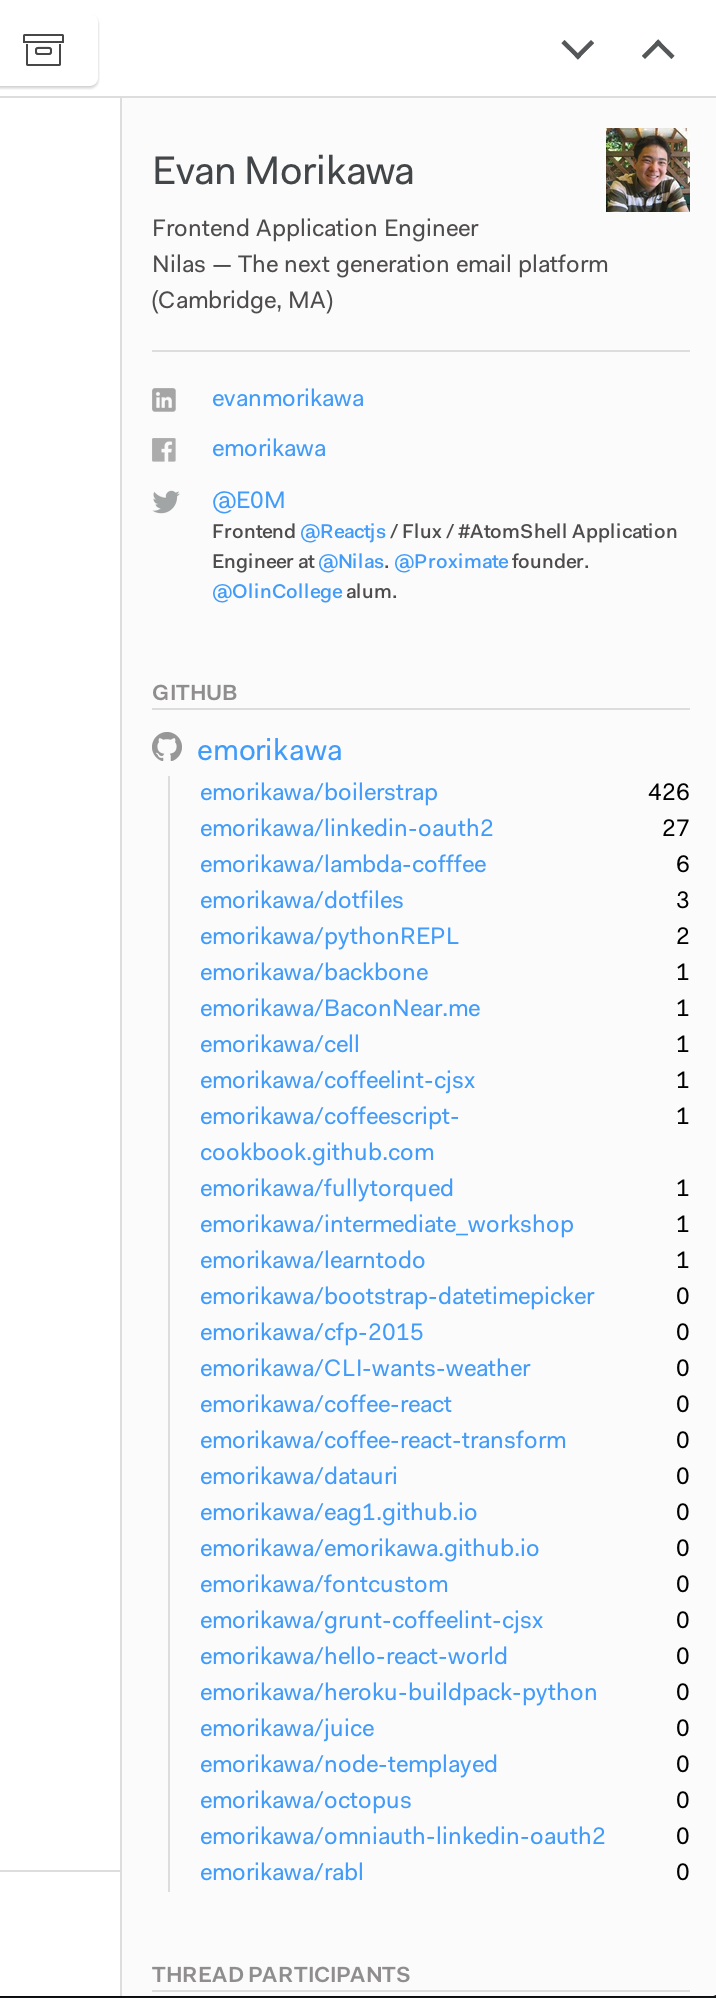 Evan Morikawa
Frontend Application Engineer
Nilas — The next generation email platform
(Cambridge, MA)
evanmorikawa
emorikawa
@E0M
Frontend @Reactjs / Flux / #AtomShell Application
Engineer at @Nilas. @Proximate founder.
@OlinCollege alum.
GITHUB
emorikawa
emorikawa/boilerstrap 426
emorikawa/linkedin-oauth2 27
emorikawa/lambda-cofffee 6
emorikawa/dotfiles 3
emorikawa/pythonREPL 2
emorikawa/backbone 1
emorikawa/BaconNear.me 1
emorikawa/cell 1
emorikawa/coffeelint-cjsx 1
emorikawa/coffeescript- 1
cookbook.github.com
emorikawa/fullytorqued 1
emorikawa/intermediate_workshop 1
emorikawa/learntodo 1
emorikawa/bootstrap-datetimepicker 0
emorikawa/cfp-2015 0
emorikawa/CLI-wants-weather 0
emorikawa/coffee-react 0
emorikawa/coffee-react-transform 0
emorikawa/datauri 0
emorikawa/eag1.github.io 0
emorikawa/emorikawa.github.io 0
emorikawa/fontcustom 0
emorikawa/grunt-coffeelint-cjsx 0
emorikawa/hello-react-world 0
emorikawa/heroku-buildpack-python 0
emorikawa/juice 0
emorikawa/node-templayed 0
emorikawa/octopus 0
emorikawa/omniauth-linkedin-oauth2 0
emorikawa/rabl 0
THREAD PARTICIPANTS